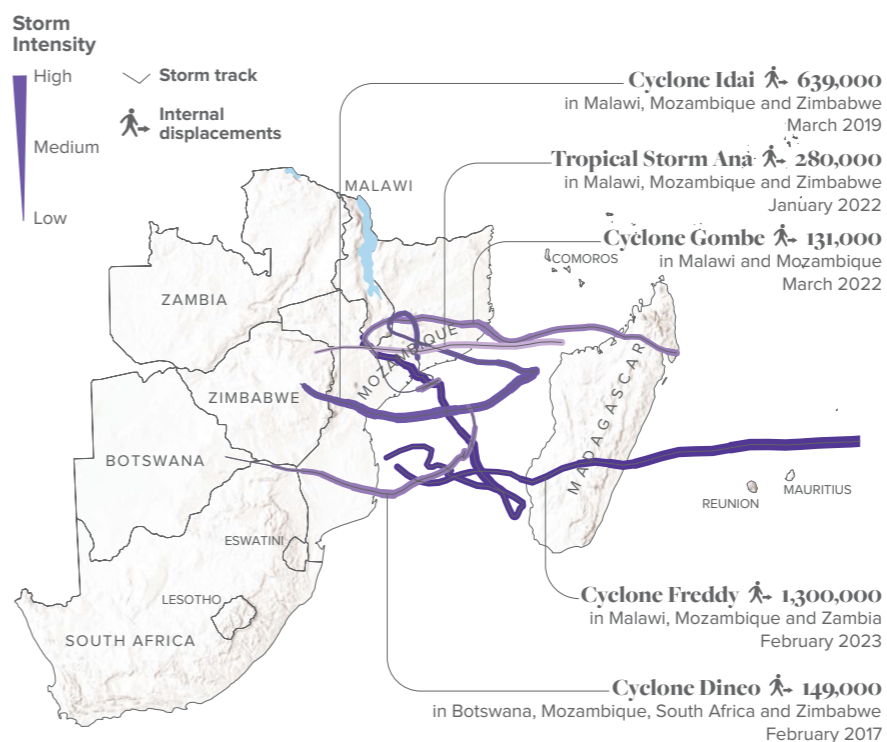 Storm
Intensity
High
Medium
Low
Storm track
Internal
displacements
Cyclone Idai 639,000
in Malawi, Mozambique and Zimbabwe
March 2019
Tropical Storm Ana 280,000
in Malawi, Mozambique and Zimbabwe
January 2022
Cyclone Gombe 131,000
in Malawi and Mozambique
March 2022
MALAWI
COMOROS
ZAMBIA
MOZAMBIQUE
MADAGASCAR
ZIMBABWE
BOTSWANA
MAURITIUS
REUNION
ESWATINI
LESOTHO
SOUTH AFRICA
Cyclone Freddy 1,300,000
in Malawi, Mozambique and Zambia
February 2023
Cyclone Dineo 149,000
in Botswana, Mozambique, South Africa and Zimbabwe
February 2017